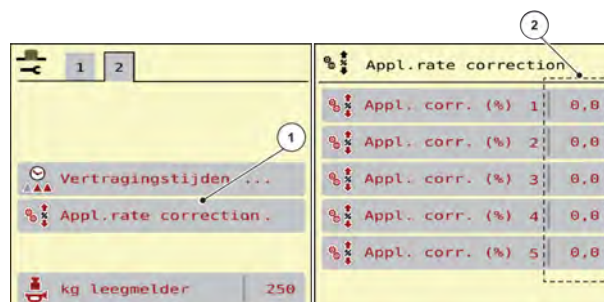 2
1 2
Appl.rate correction
Appl. corr. (%) 1 0,0
1
Appl. corr. (%) 2 0,0
Vertragingstijden ...
Appl. corr. (%) 3 0,0
Appl.rate correction.
Appl. corr. (%) 4 0,0
Appl. corr. (%) 5 0,0
kg leegmelder 250